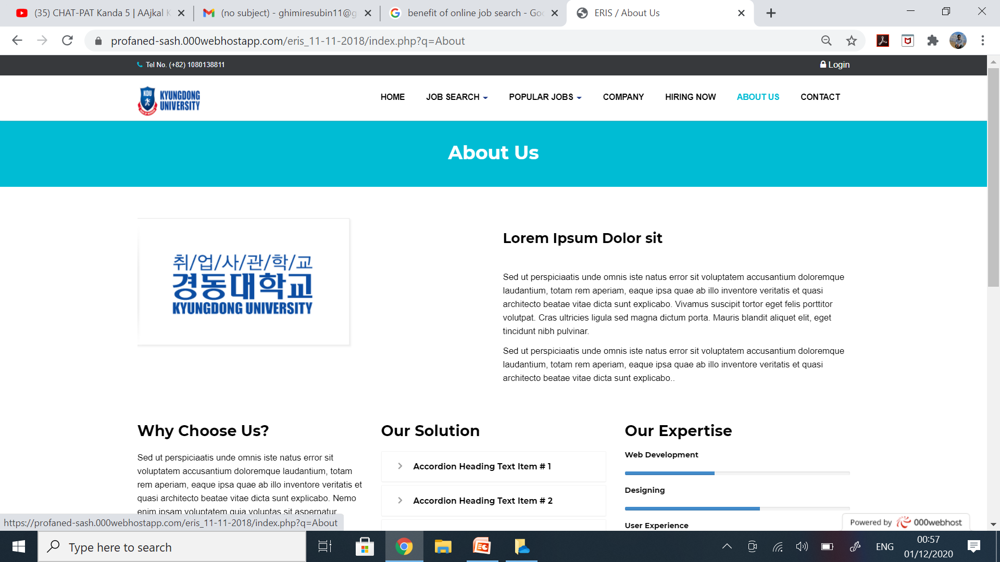 (35) CHAT-PAT Kanda 5 | AAjkal K
(no subject) - ghimiresubin11@g
benefit of online job search - Goo
ERIS / About Us
profaned-sash.000webhostapp.com/eris_11-11-2018/index.php?q=About
Tel No. (+82) 1080138811
Login
KDU
KYUNGDONG
UNIVERSITY
HOME
JOB SEARCH
POPULAR JOBS
COMPANY
HIRING NOW
ABOUT US
CONTACT
About Us
취/업/사/관/학/교
경동대학교
KYUNGDONG UNIVERSITY
Lorem Ipsum Dolor sit
Sed ut perspiciaatis unde omnis iste natus error sit voluptatem accusantium doloremque
laudantium, totam rem aperiam, eaque ipsa quae ab illo inventore veritatis et quasi
architecto beatae vitae dicta sunt explicabo. Vivamus suscipit tortor eget felis porttitor
volutpat. Cras ultricies ligula sed magna dictum porta. Mauris blandit aliquet elit, eget
tincidunt nibh pulvinar.
Sed ut perspiciaatis unde omnis iste natus error sit voluptatem accusantium doloremque
laudantium, totam rem aperiam, eaque ipsa quae ab illo inventore veritatis et quasi
architecto beatae vitae dicta sunt explicabo..
Why Choose Us?
Sed ut perspiciaatis unde omnis iste natus error sit
voluptatem accusantium doloremque laudantium, totam
rem aperiam, eaque ipsa quae ab illo inventore veritatis et
quasi architecto beatae vitae dicta sunt explicabo. Nemo
enim ipsam voluptatem quia voluptas sit aspernatur
Our Solution
Accordion Heading Text Item # 1
Accordion Heading Text Item # 2
Our Expertise
Web Development
Designing
User Experience
https://profaned-sash.000webhostapp.com/eris_11-11-2018/index.php?q=About
Powered by 000webhost
Type here to search
ENG
00:57
01/12/2020